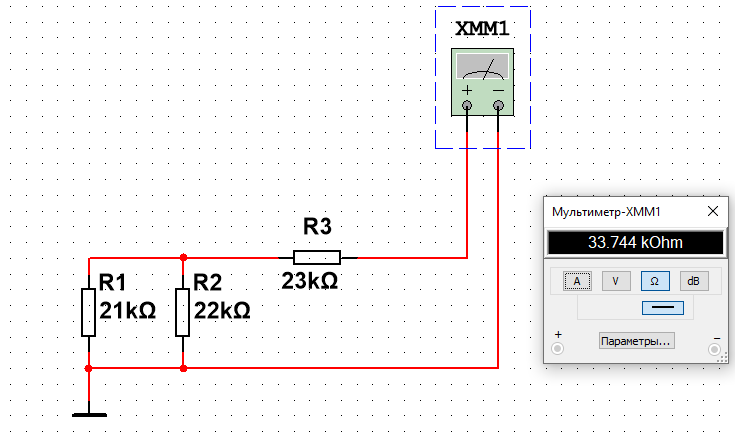 XMM1
+ −
R3
23kΩ
R1
21kΩ
R2
22kΩ
Мультиметр-XMM1
33.744 kOhm
A V Ω dB
+ −
Параметры...